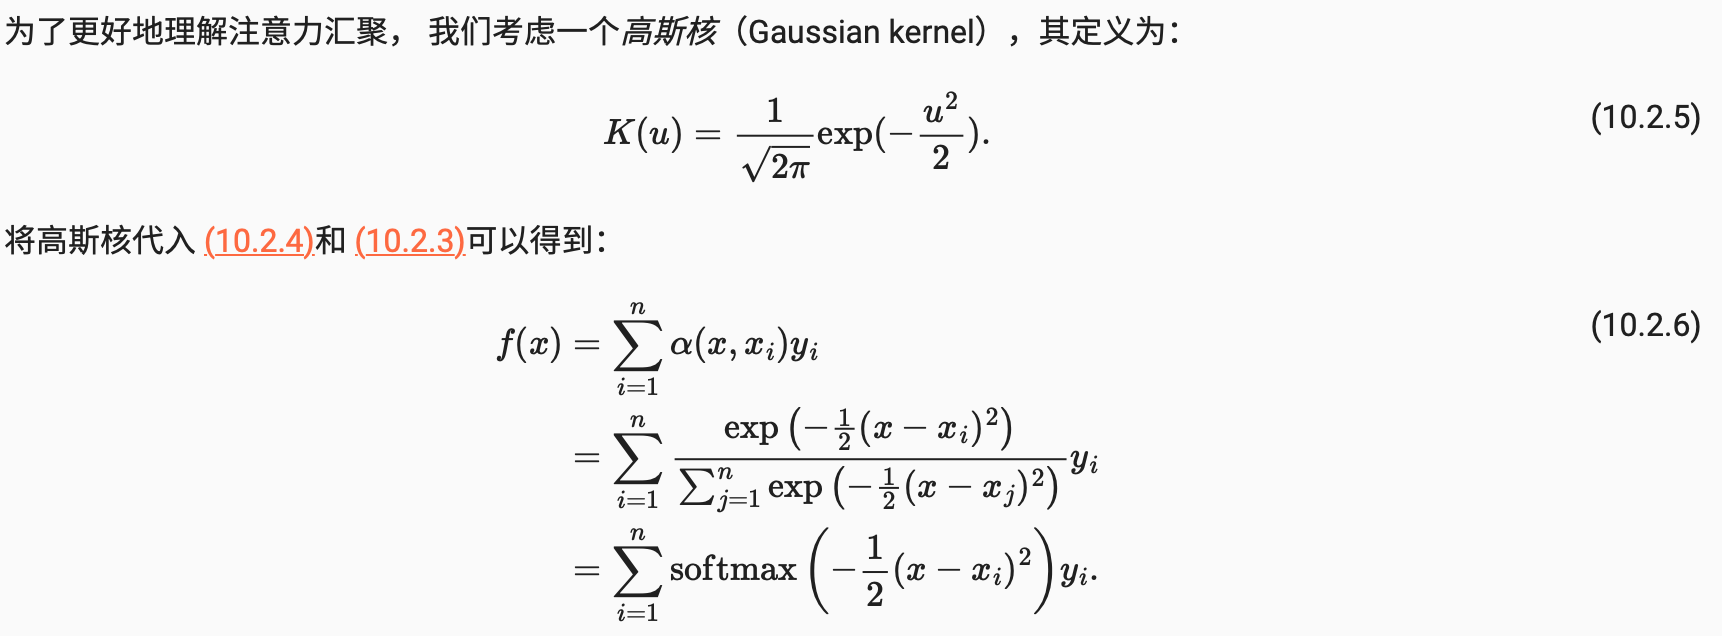 为了更好地理解注意力汇聚， 我们考虑一个高斯核（Gaussian kernel），其定义为：
K(u) = \frac{1}{\sqrt{2\pi}} \exp(-\frac{u^2}{2}). (10.2.5)
将高斯核代入 (10.2.4)和 (10.2.3)可以得到：
f(x) = \sum_{i=1}^{n} \alpha(x, x_i) y_i (10.2.6)
= \sum_{i=1}^{n} \frac{\exp\left(-\frac{1}{2}(x - x_i)^2\right)}{\sum_{j=1}^{n} \exp\left(-\frac{1}{2}(x - x_j)^2\right)} y_i
= \sum_{i=1}^{n} \mathrm{softmax}\left(-\frac{1}{2}(x - x_i)^2\right) y_i.